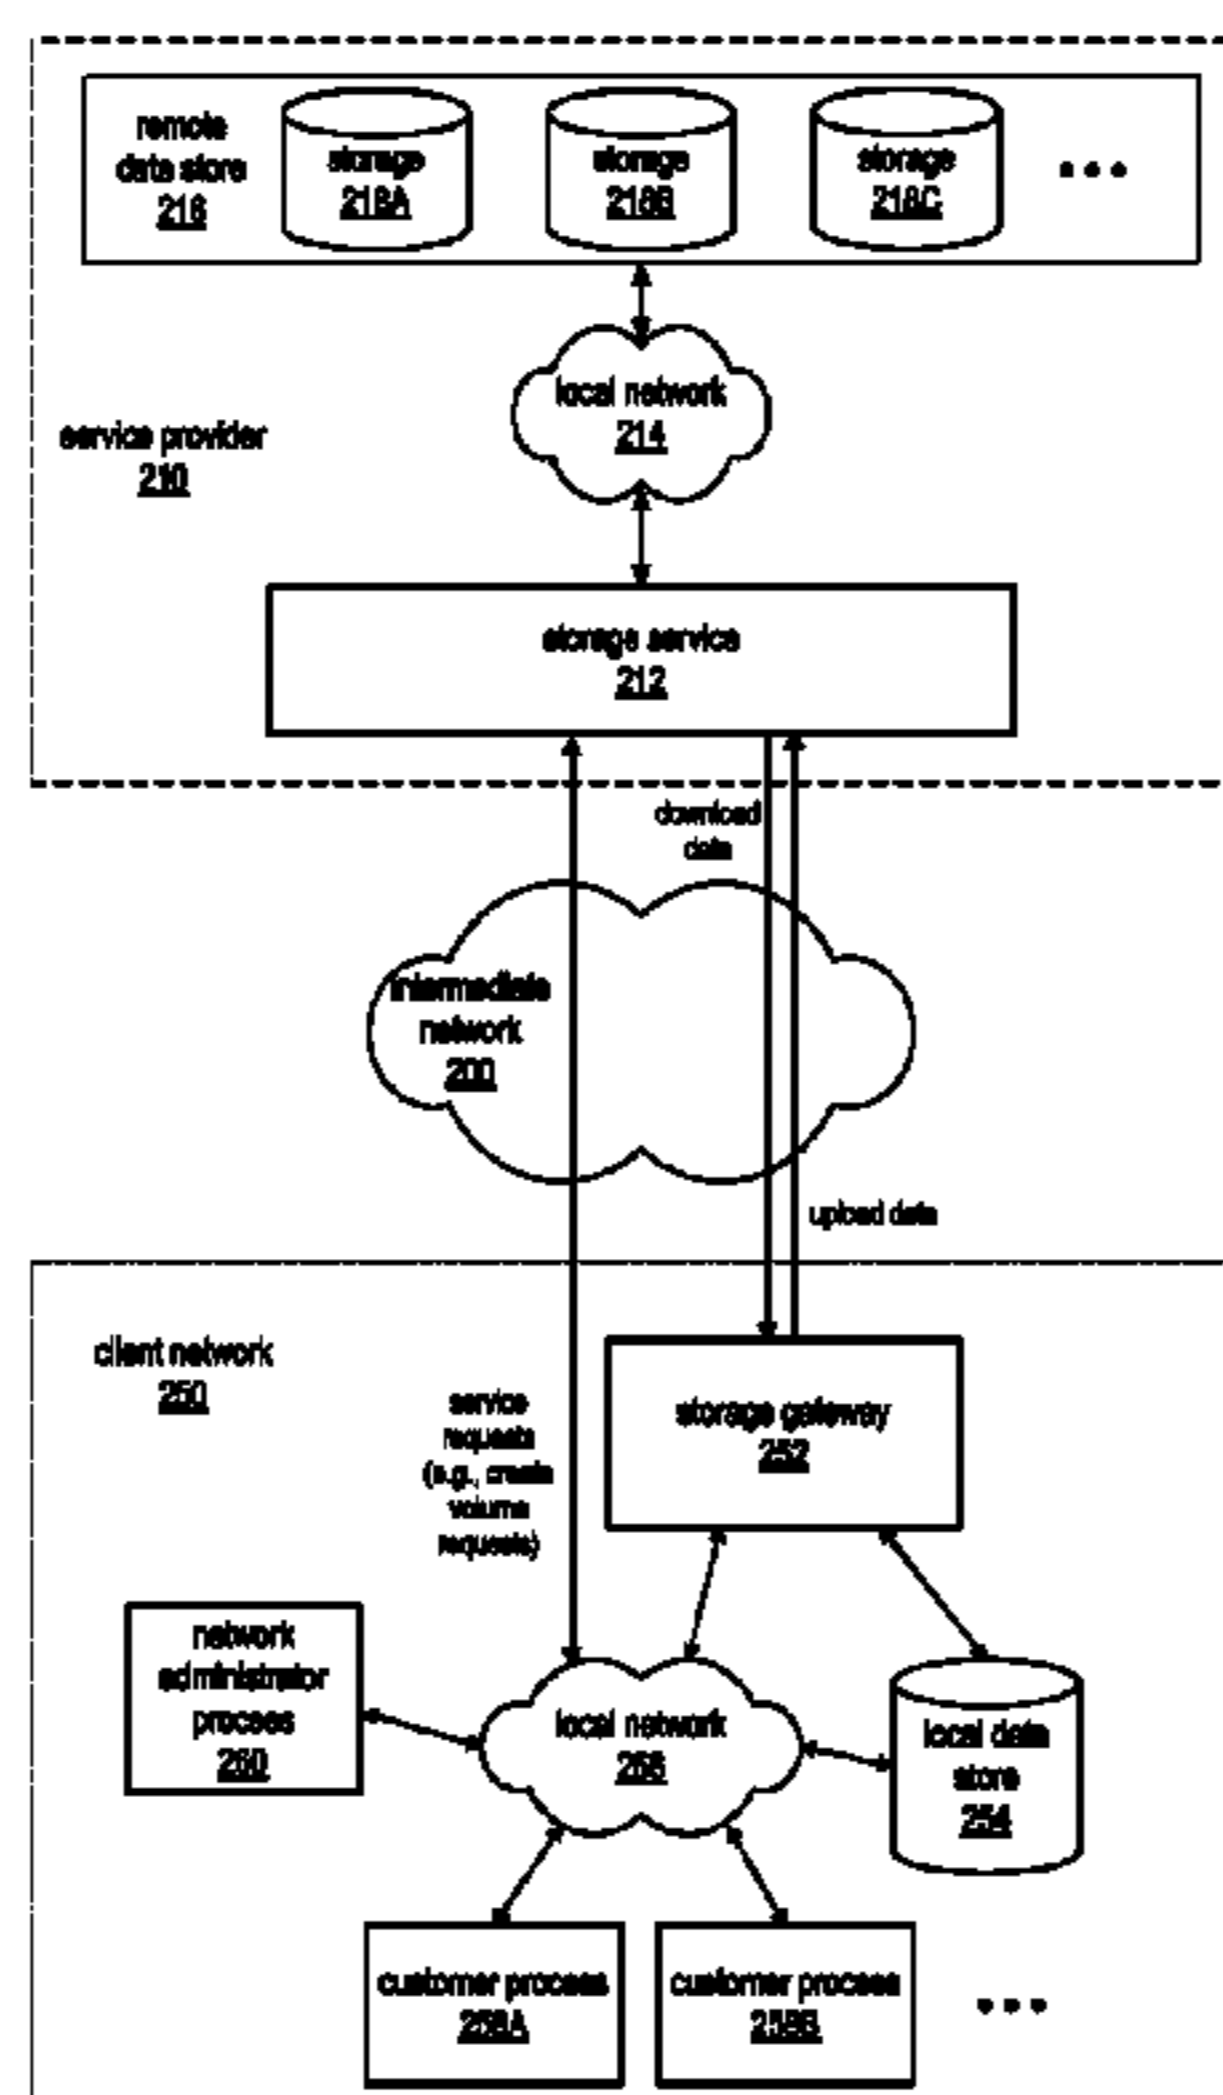 remote
data store
216
storage
218A
storage
218B
storage
218C
local network
214
service provider
210
storage service
212
download
data
intermediate
network
200
upload data
client network
250
storage gateway
252
service
requests
(e.g., create
volume
requests)
network
administrator
process
260
local network
256
local data
store
254
customer process
258A
customer process
258B